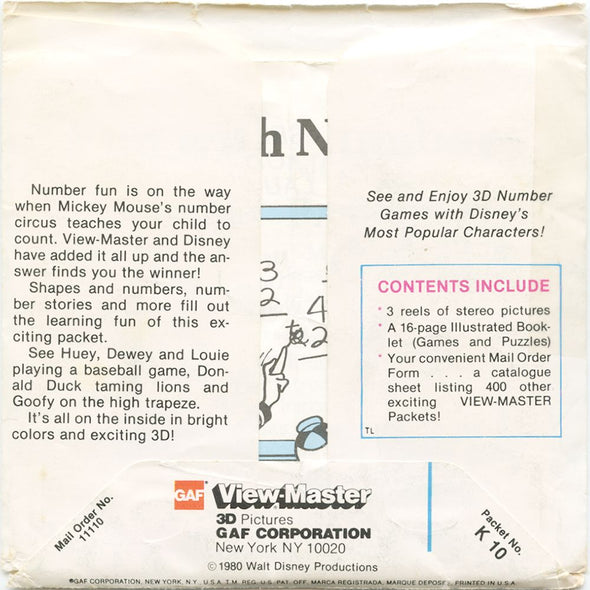 h N
Number fun is on the way
when Mickey Mouse's number
circus teaches your child to
count. View-Master and Disney
have added it all up and the an-
swer finds you the winner!
Shapes and numbers, num-
ber stories and more fill out
the learning fun of this ex-
citing packet.
See Huey, Dewey and Louie
playing a baseball game, Don-
ald Duck taming lions and
Goofy on the high trapeze.
It's all on the inside in bright
colors and exciting 3D!
3
2
4
2
See and Enjoy 3D Number
Games with Disney's
Most Popular Characters!
CONTENTS INCLUDE
* 3 reels of stereo pictures
* A 16-page Illustrated Book-
let (Games and Puzzles)
* Your convenient Mail Order
Form . . . a catalogue
sheet listing 400 other
exciting VIEW-MASTER
Packets!
TL
Mail Order No.
11110
GAF View-Master
3D Pictures
GAF CORPORATION
New York NY 10020
© 1980 Walt Disney Productions
Packet No.
K 10
®GAF CORPORATION, NEW YORK, N.Y. U.S.A. T.M. REG. U.S. PAT. OFF. MARCA REGISTRADA, MARQUE DEPOSE, PRINTED IN U.S.A.